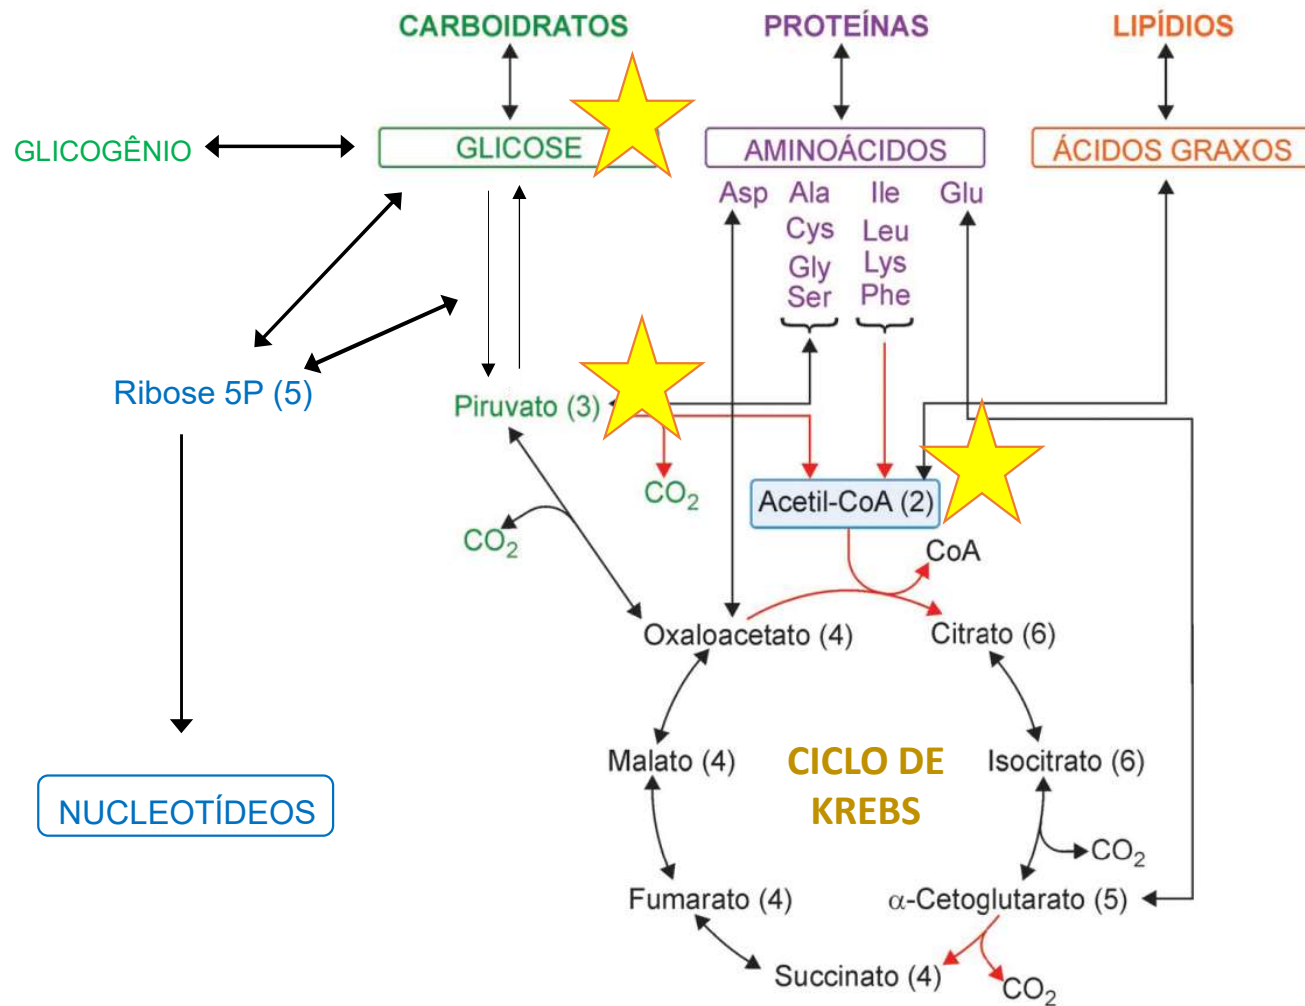 CARBOIDRATOS
PROTEÍNAS
LIPÍDIOS
GLICOGÊNIO
GLICOSE
AMINOÁCIDOS
ÁCIDOS GRAXOS
Asp
Ala
Ile
Glu
Cys
Leu
Gly
Lys
Ser
Phe
Ribose 5P (5)
Piruvato (3)
CO₂
Acetil-CoA (2)
CO₂
CoA
Oxaloacetato (4)
Citrato (6)
Malato (4)
CICLO DE
KREBS
Isocitrato (6)
NUCLEOTÍDEOS
CO₂
Fumarato (4)
α-Cetoglutarato (5)
Succinato (4)
CO₂